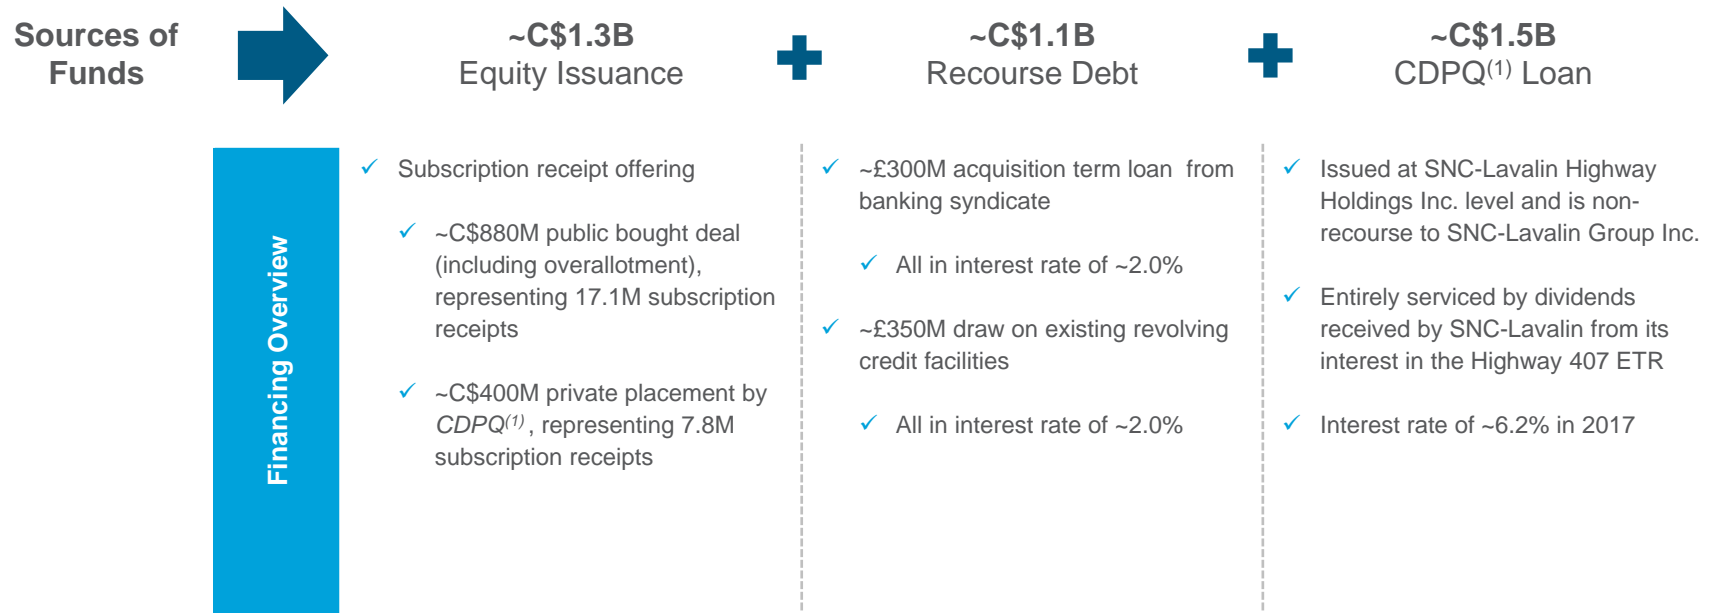 Sources of
Funds
~C$1.3B
Equity Issuance
~C$1.1B
Recourse Debt
~C$1.5B
CDPQ(1) Loan
Financing Overview
✓ Subscription receipt offering
✓ ~C$880M public bought deal
(including overallotment),
representing 17.1M subscription
receipts
✓ ~C$400M private placement by
CDPQ(1), representing 7.8M
subscription receipts
✓ ~£300M acquisition term loan from
banking syndicate
✓ All in interest rate of ~2.0%
✓ ~£350M draw on existing revolving
credit facilities
✓ All in interest rate of ~2.0%
✓ Issued at SNC-Lavalin Highway
Holdings Inc. level and is non-
recourse to SNC-Lavalin Group Inc.
✓ Entirely serviced by dividends
received by SNC-Lavalin from its
interest in the Highway 407 ETR
✓ Interest rate of ~6.2% in 2017